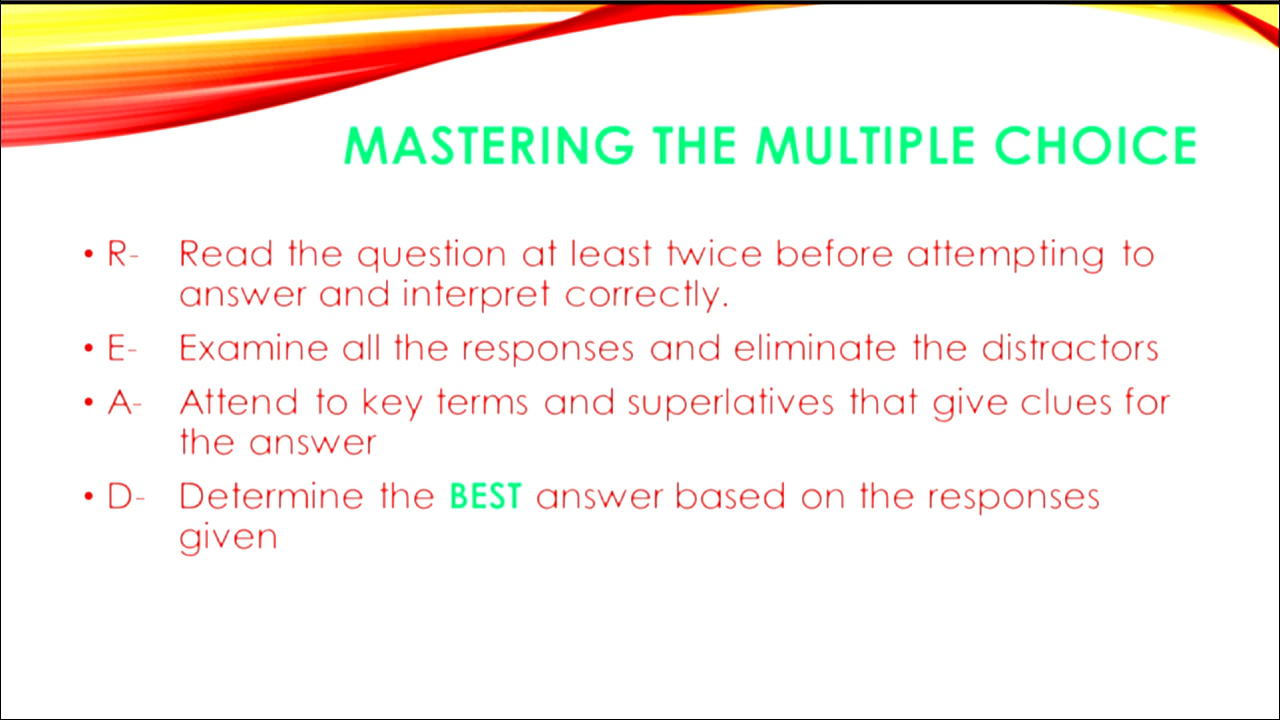 MASTERING THE MULTIPLE CHOICE
• R- Read the question at least twice before attempting to
answer and interpret correctly.
• E- Examine all the responses and eliminate the distractors
• A- Attend to key terms and superlatives that give clues for
the answer
• D- Determine the BEST answer based on the responses
given